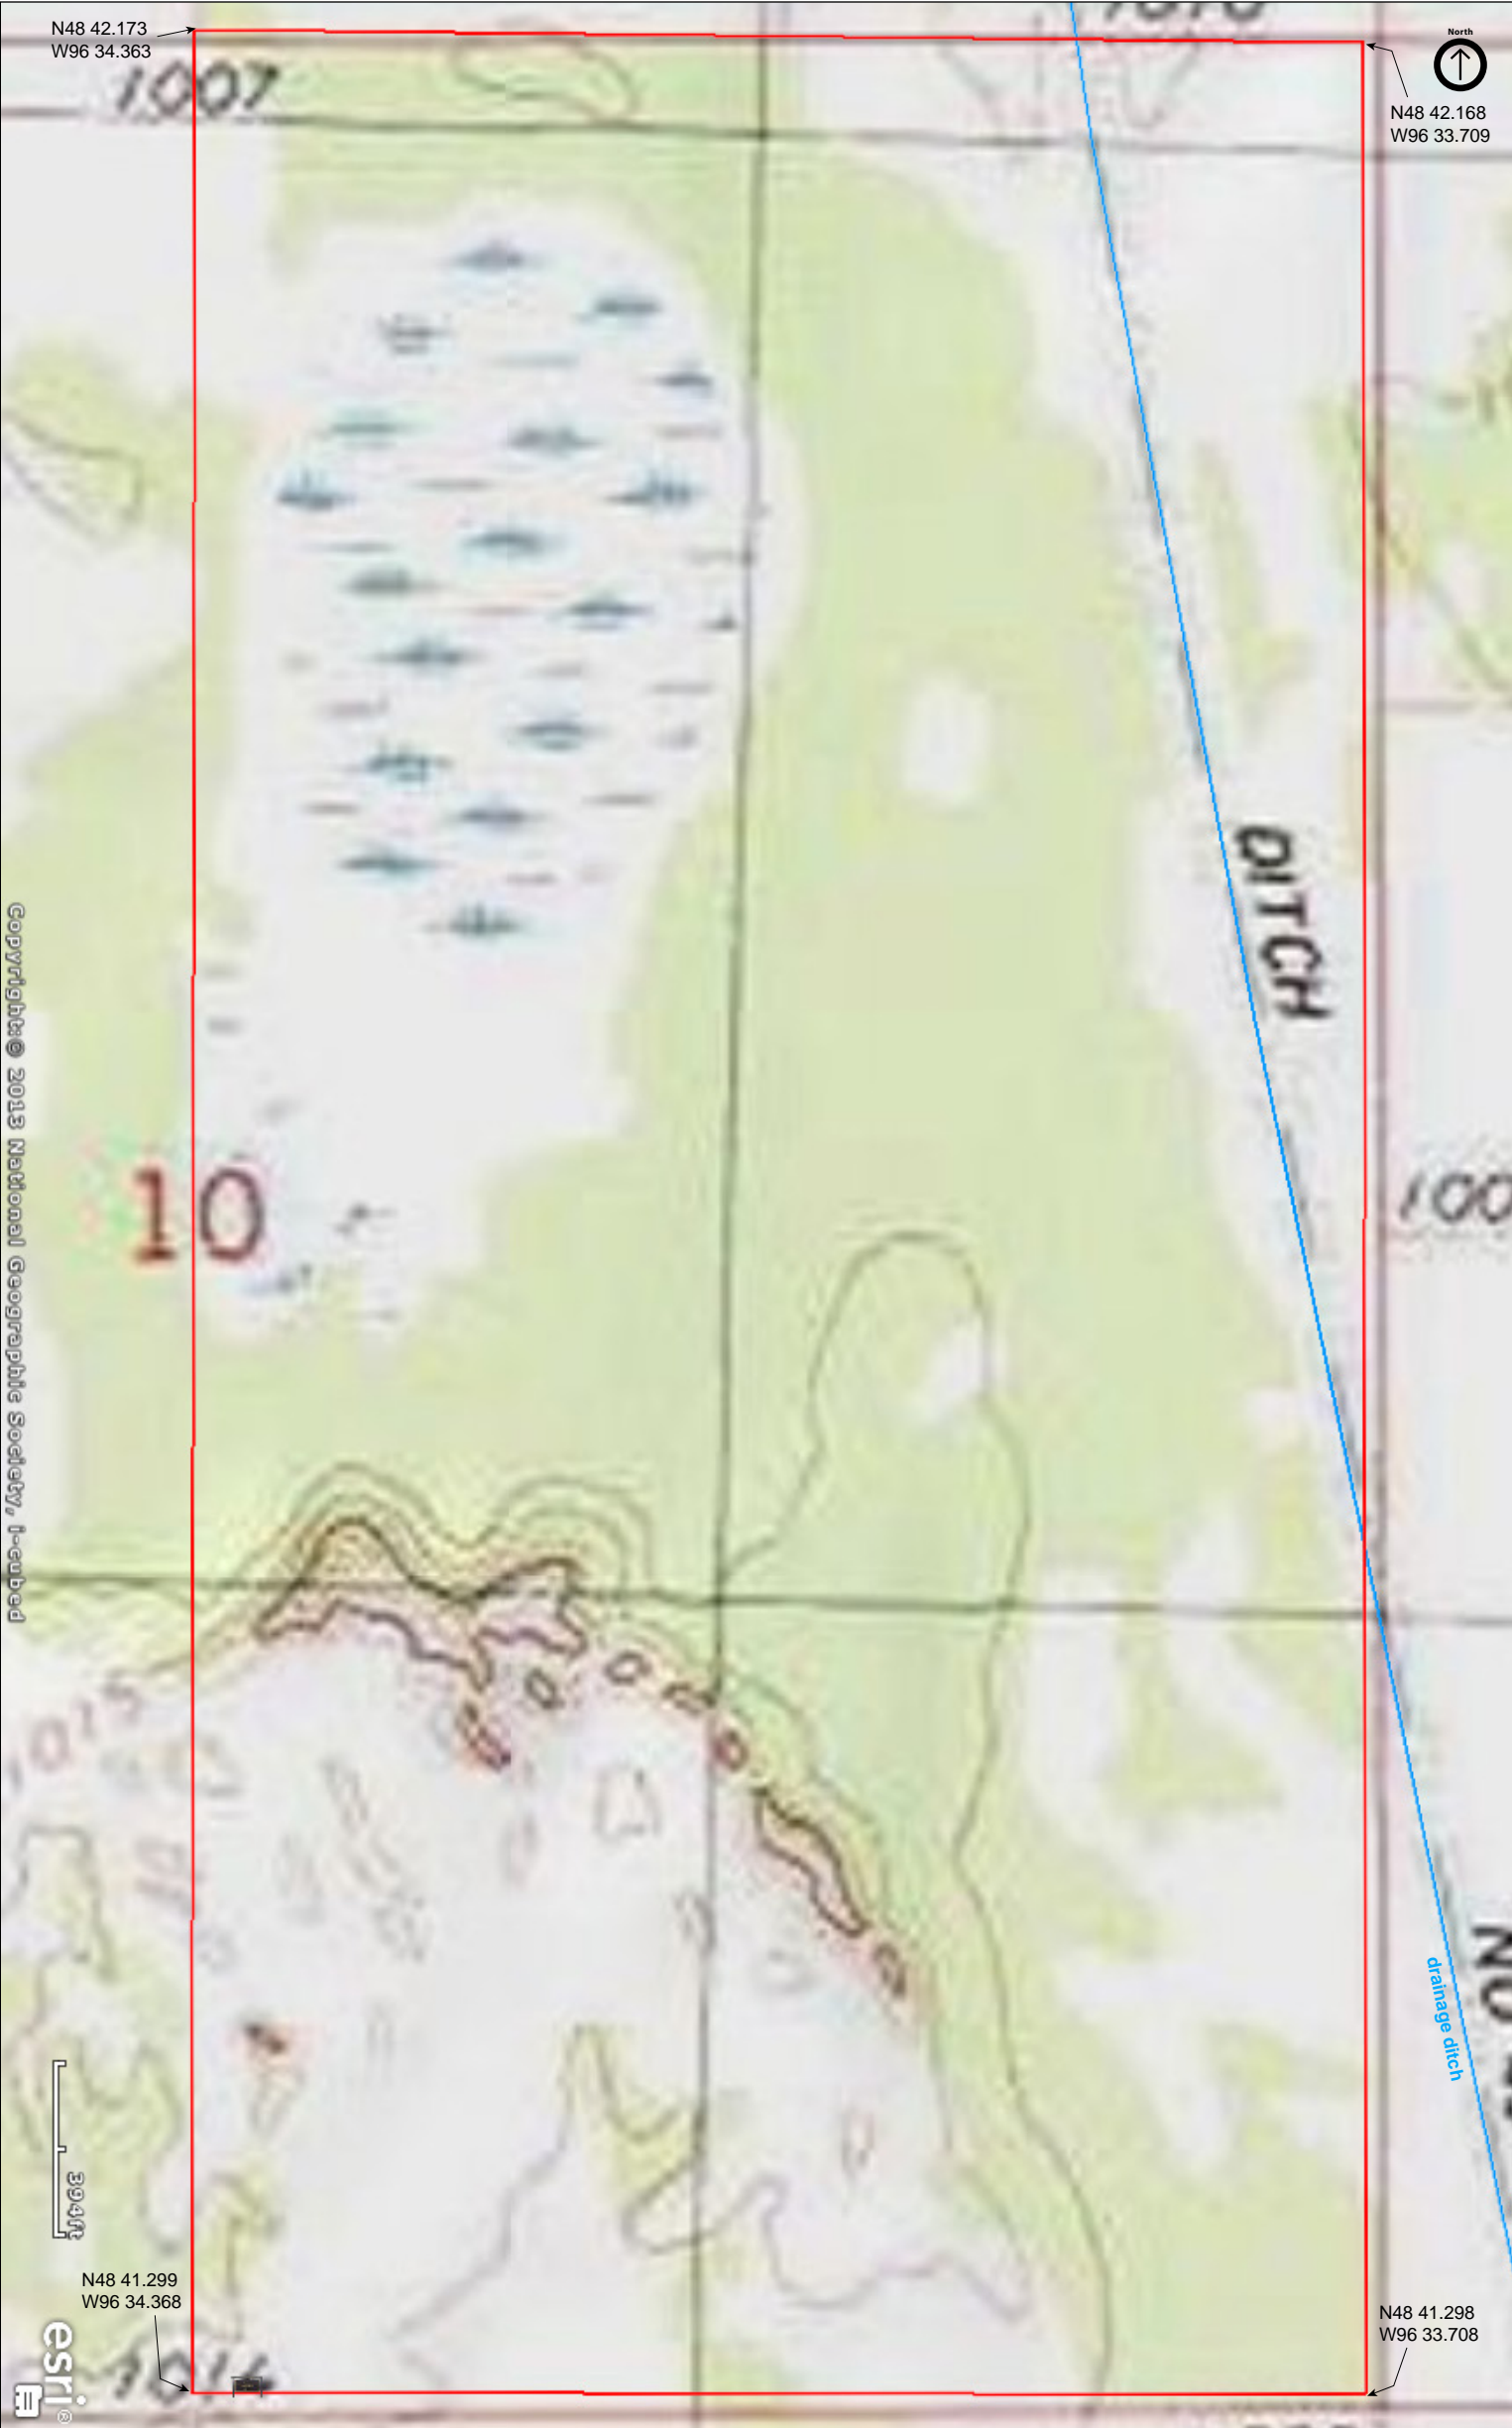 N48 42.173
W96 34.363
North
N48 42.168
W96 33.709
1007
DITCH
10
100
1015
10
NO
drainage ditch
394ft
N48 41.299
W96 34.368
N48 41.298
W96 33.708
1014
esri
Copyright:© 2013 National Geographic Society, i-cubed